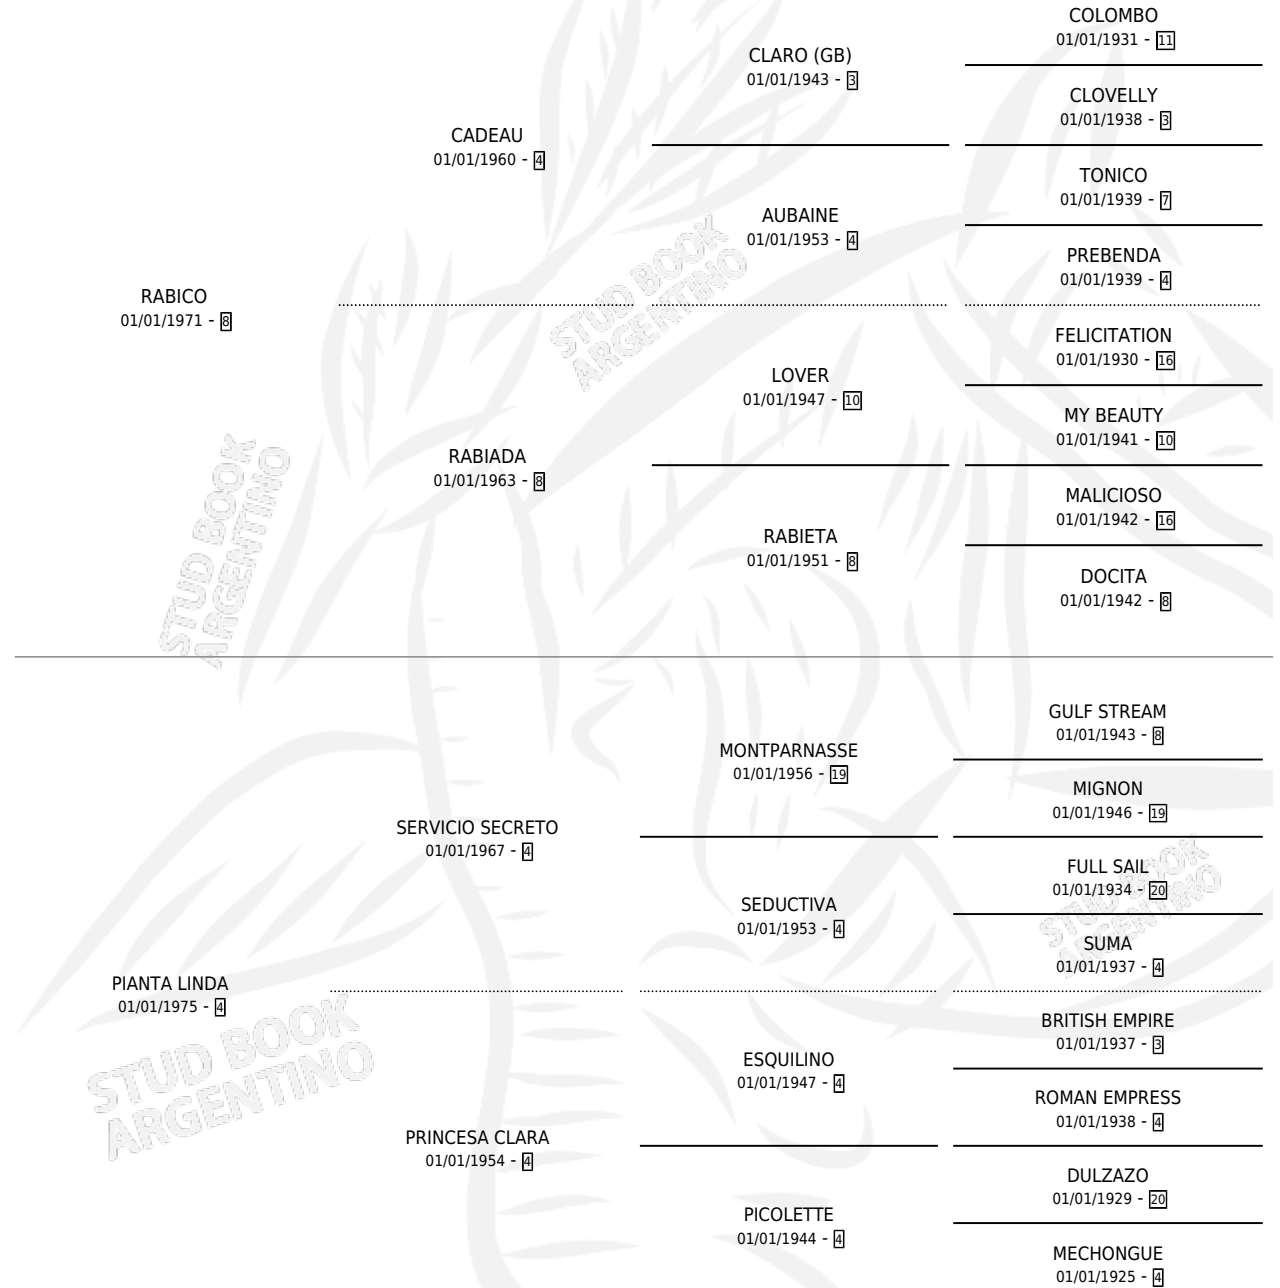 COLOMBO
01/01/1931 - 11
CLARO (GB)
01/01/1943 - 3
CLOVELLY
01/01/1938 - 3
CADEAU
01/01/1960 - 4
TONICO
01/01/1939 - 7
AUBAINE
01/01/1953 - 4
PREBENDA
01/01/1939 - 4
RABICO
01/01/1971 - 8
STUD BOOK
ARGENTINO
FELICITATION
01/01/1930 - 16
LOVER
01/01/1947 - 10
MY BEAUTY
01/01/1941 - 10
RABIADA
01/01/1963 - 8
MALICIOSO
01/01/1942 - 16
RABIETA
01/01/1951 - 8
DOCITA
01/01/1942 - 8
STUD BOOK
ARGENTINO
GULF STREAM
01/01/1943 - 8
MONTPARNASSE
01/01/1956 - 19
MIGNON
01/01/1946 - 19
SERVICIO SECRETO
01/01/1967 - 4
FULL SAIL
01/01/1934 - 20
SEDUCTIVA
01/01/1953 - 4
SUMA
01/01/1937 - 4
STUD BOOK
ARGENTINO
PIANTA LINDA
01/01/1975 - 4
BRITISH EMPIRE
01/01/1937 - 3
ESQUILINO
01/01/1947 - 4
ROMAN EMPRESS
01/01/1938 - 4
STUD BOOK
ARGENTINO
PRINCESA CLARA
01/01/1954 - 4
DULZAZO
01/01/1929 - 20
PICOLETTE
01/01/1944 - 4
MECHONGUE
01/01/1925 - 4